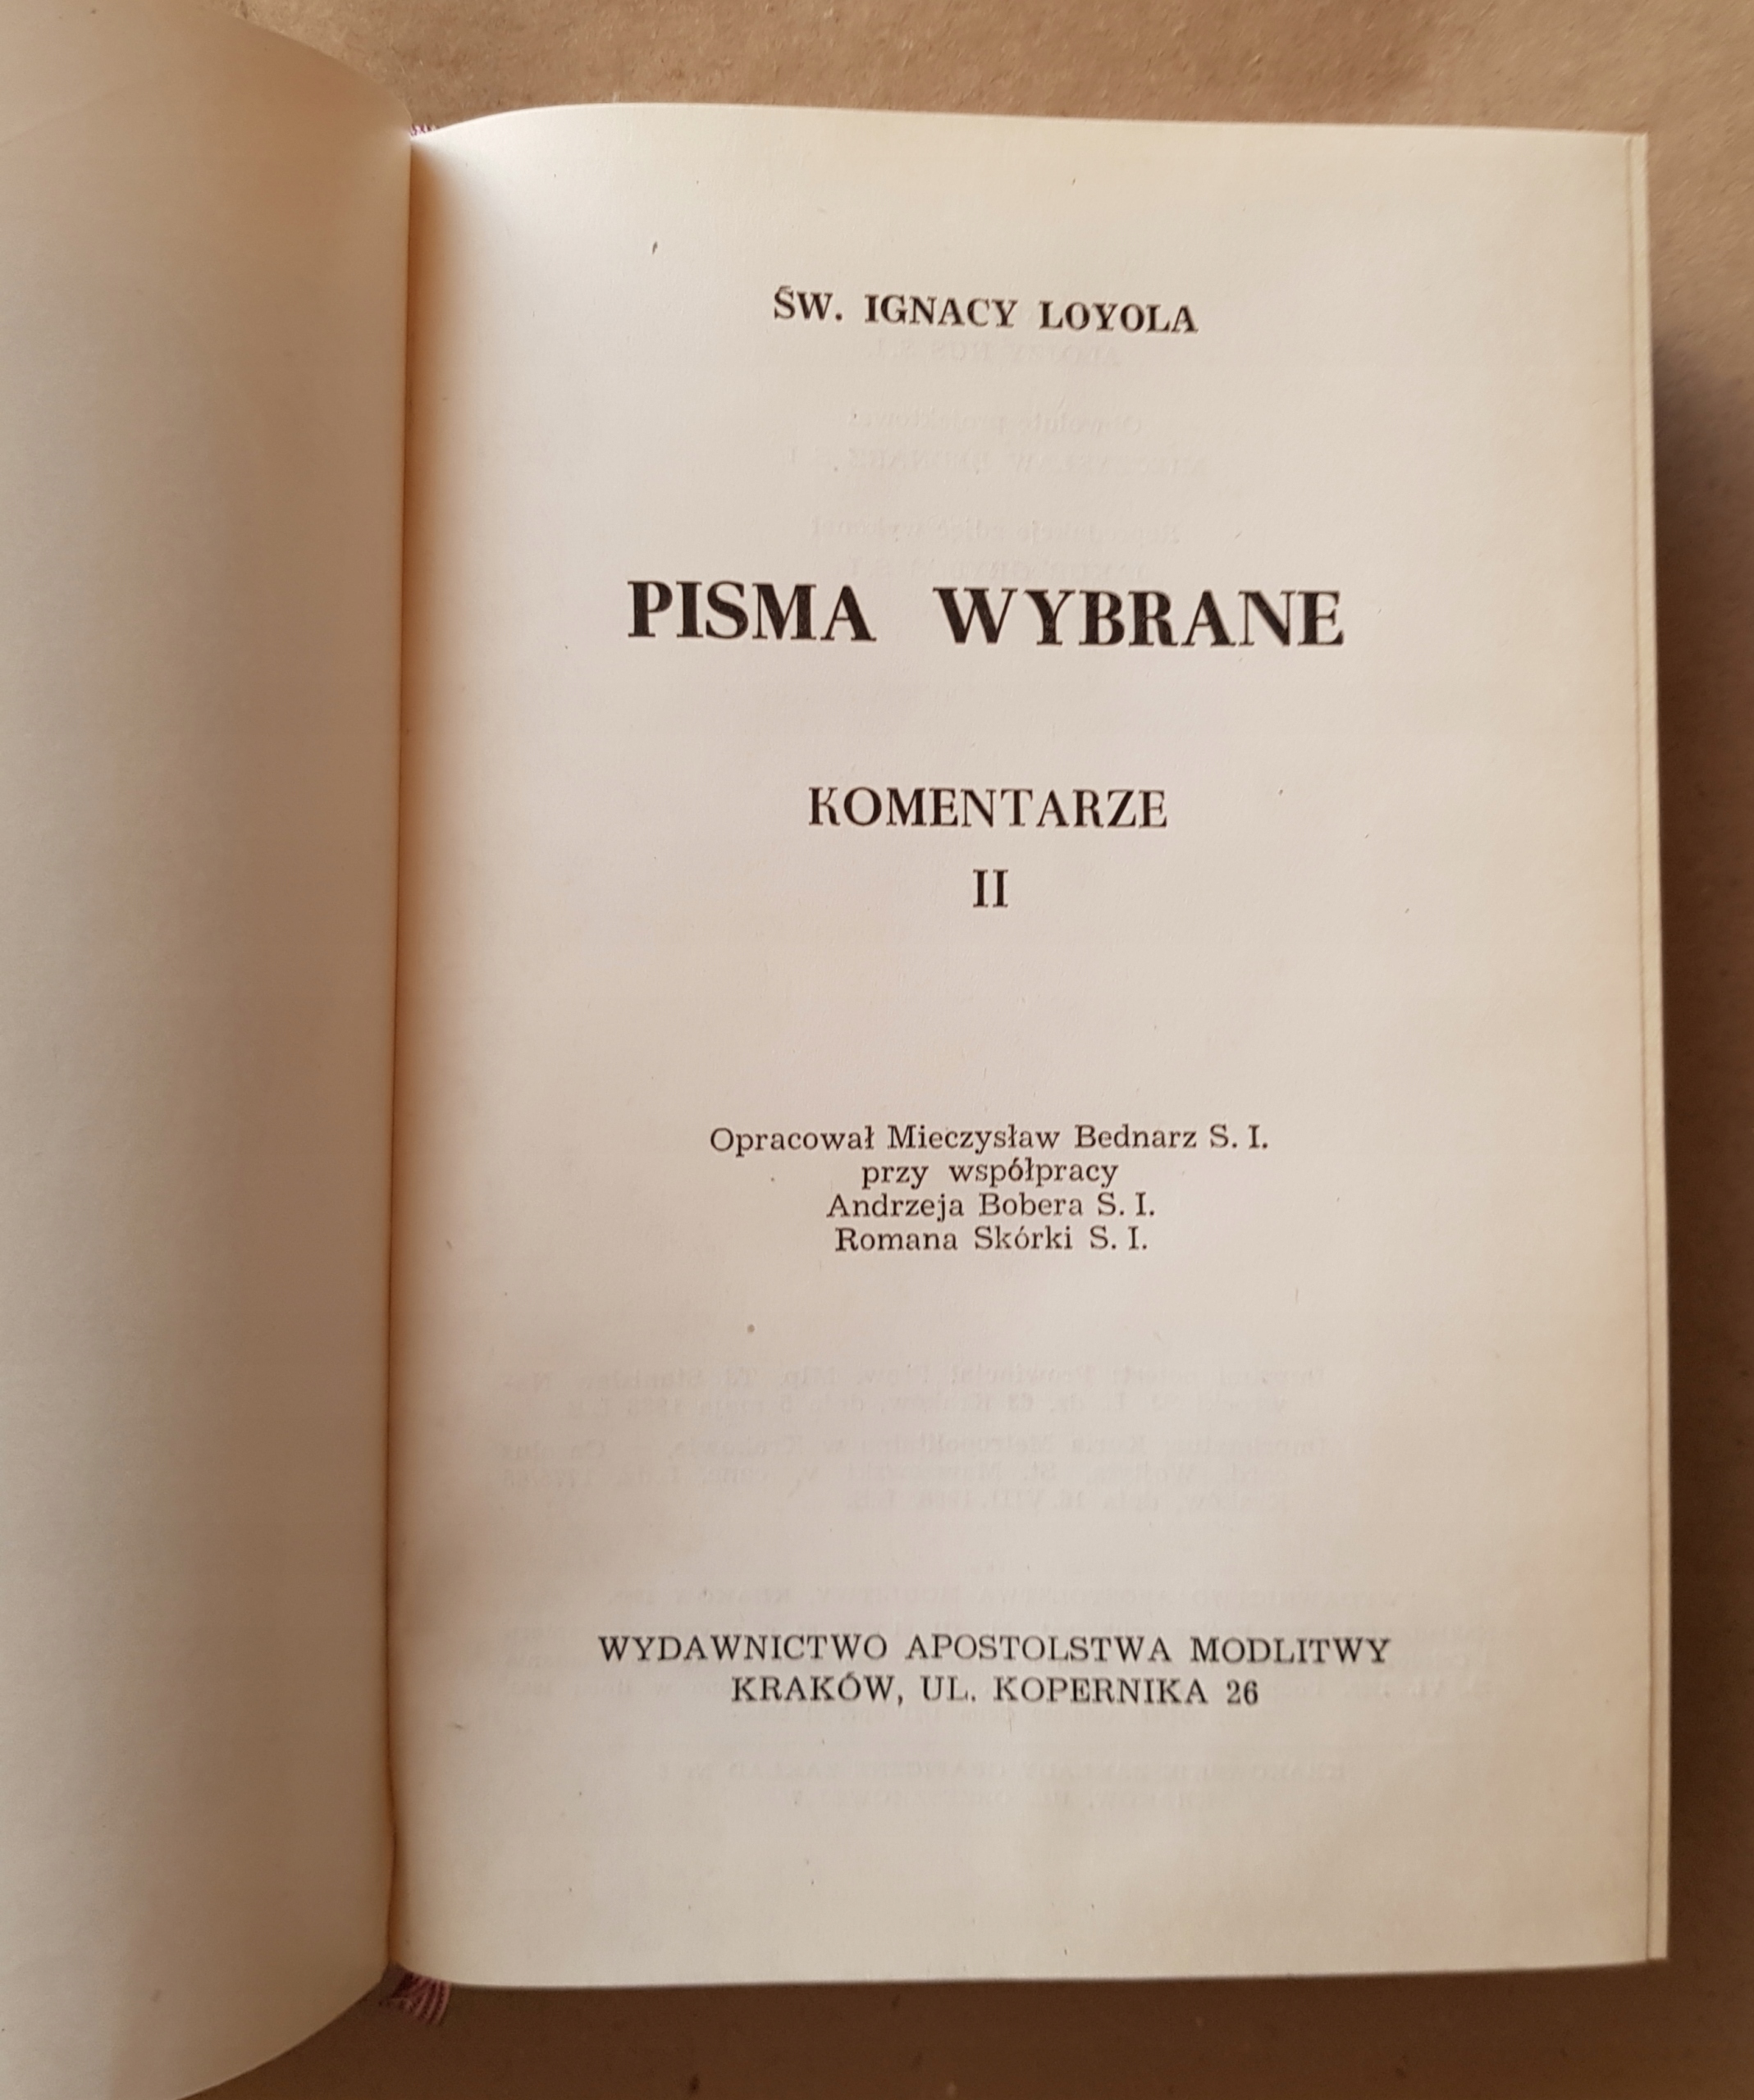 ŚW. IGNACY LOYOLA
PISMA WYBRANE
KOMENTARZE
II
Opracował Mieczysław Bednarz S. I.
przy współpracy
Andrzeja Bobera S. I.
Romana Skórki S. I.
WYDAWNICTWO APOSTOLSTWA MODLITWY
KRAKÓW, UL. KOPERNIKA 26